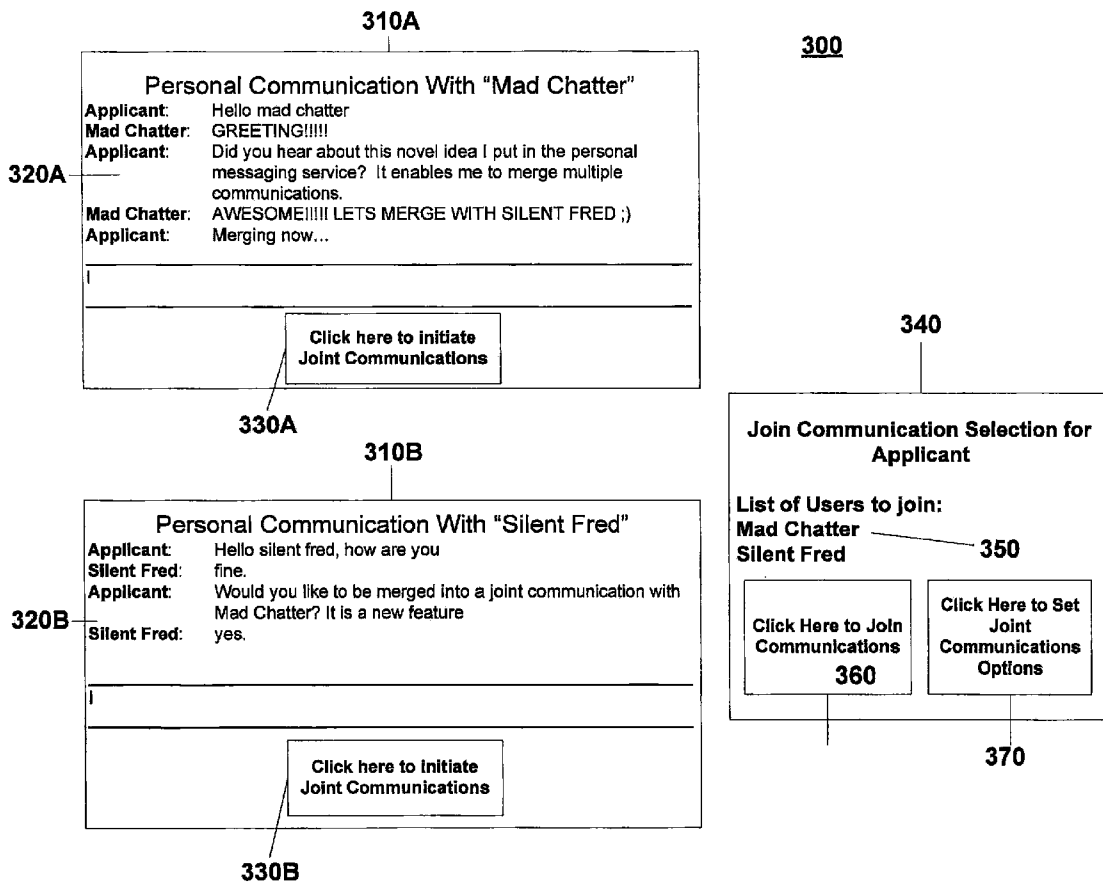 310A
300
Personal Communication With “Mad Chatter”
Applicant: Hello mad chatter
Mad Chatter: GREETING!!!!!
Applicant: Did you hear about this novel idea I put in the personal
messaging service? It enables me to merge multiple
communications.
320A
Mad Chatter: AWESOME!!!!! LETS MERGE WITH SILENT FRED ;)
Applicant: Merging now...
Click here to initiate
Joint Communications
330A
310B
Personal Communication With “Silent Fred”
Applicant: Hello silent fred, how are you
Silent Fred: fine.
Applicant: Would you like to be merged into a joint communication with
Mad Chatter? It is a new feature
320B
Silent Fred: yes.
Click here to initiate
Joint Communications
330B
340
Join Communication Selection for
Applicant
List of Users to join:
Mad Chatter
350
Silent Fred
Click Here to Join
Communications
360
Click Here to Set
Joint
Communications
Options
370